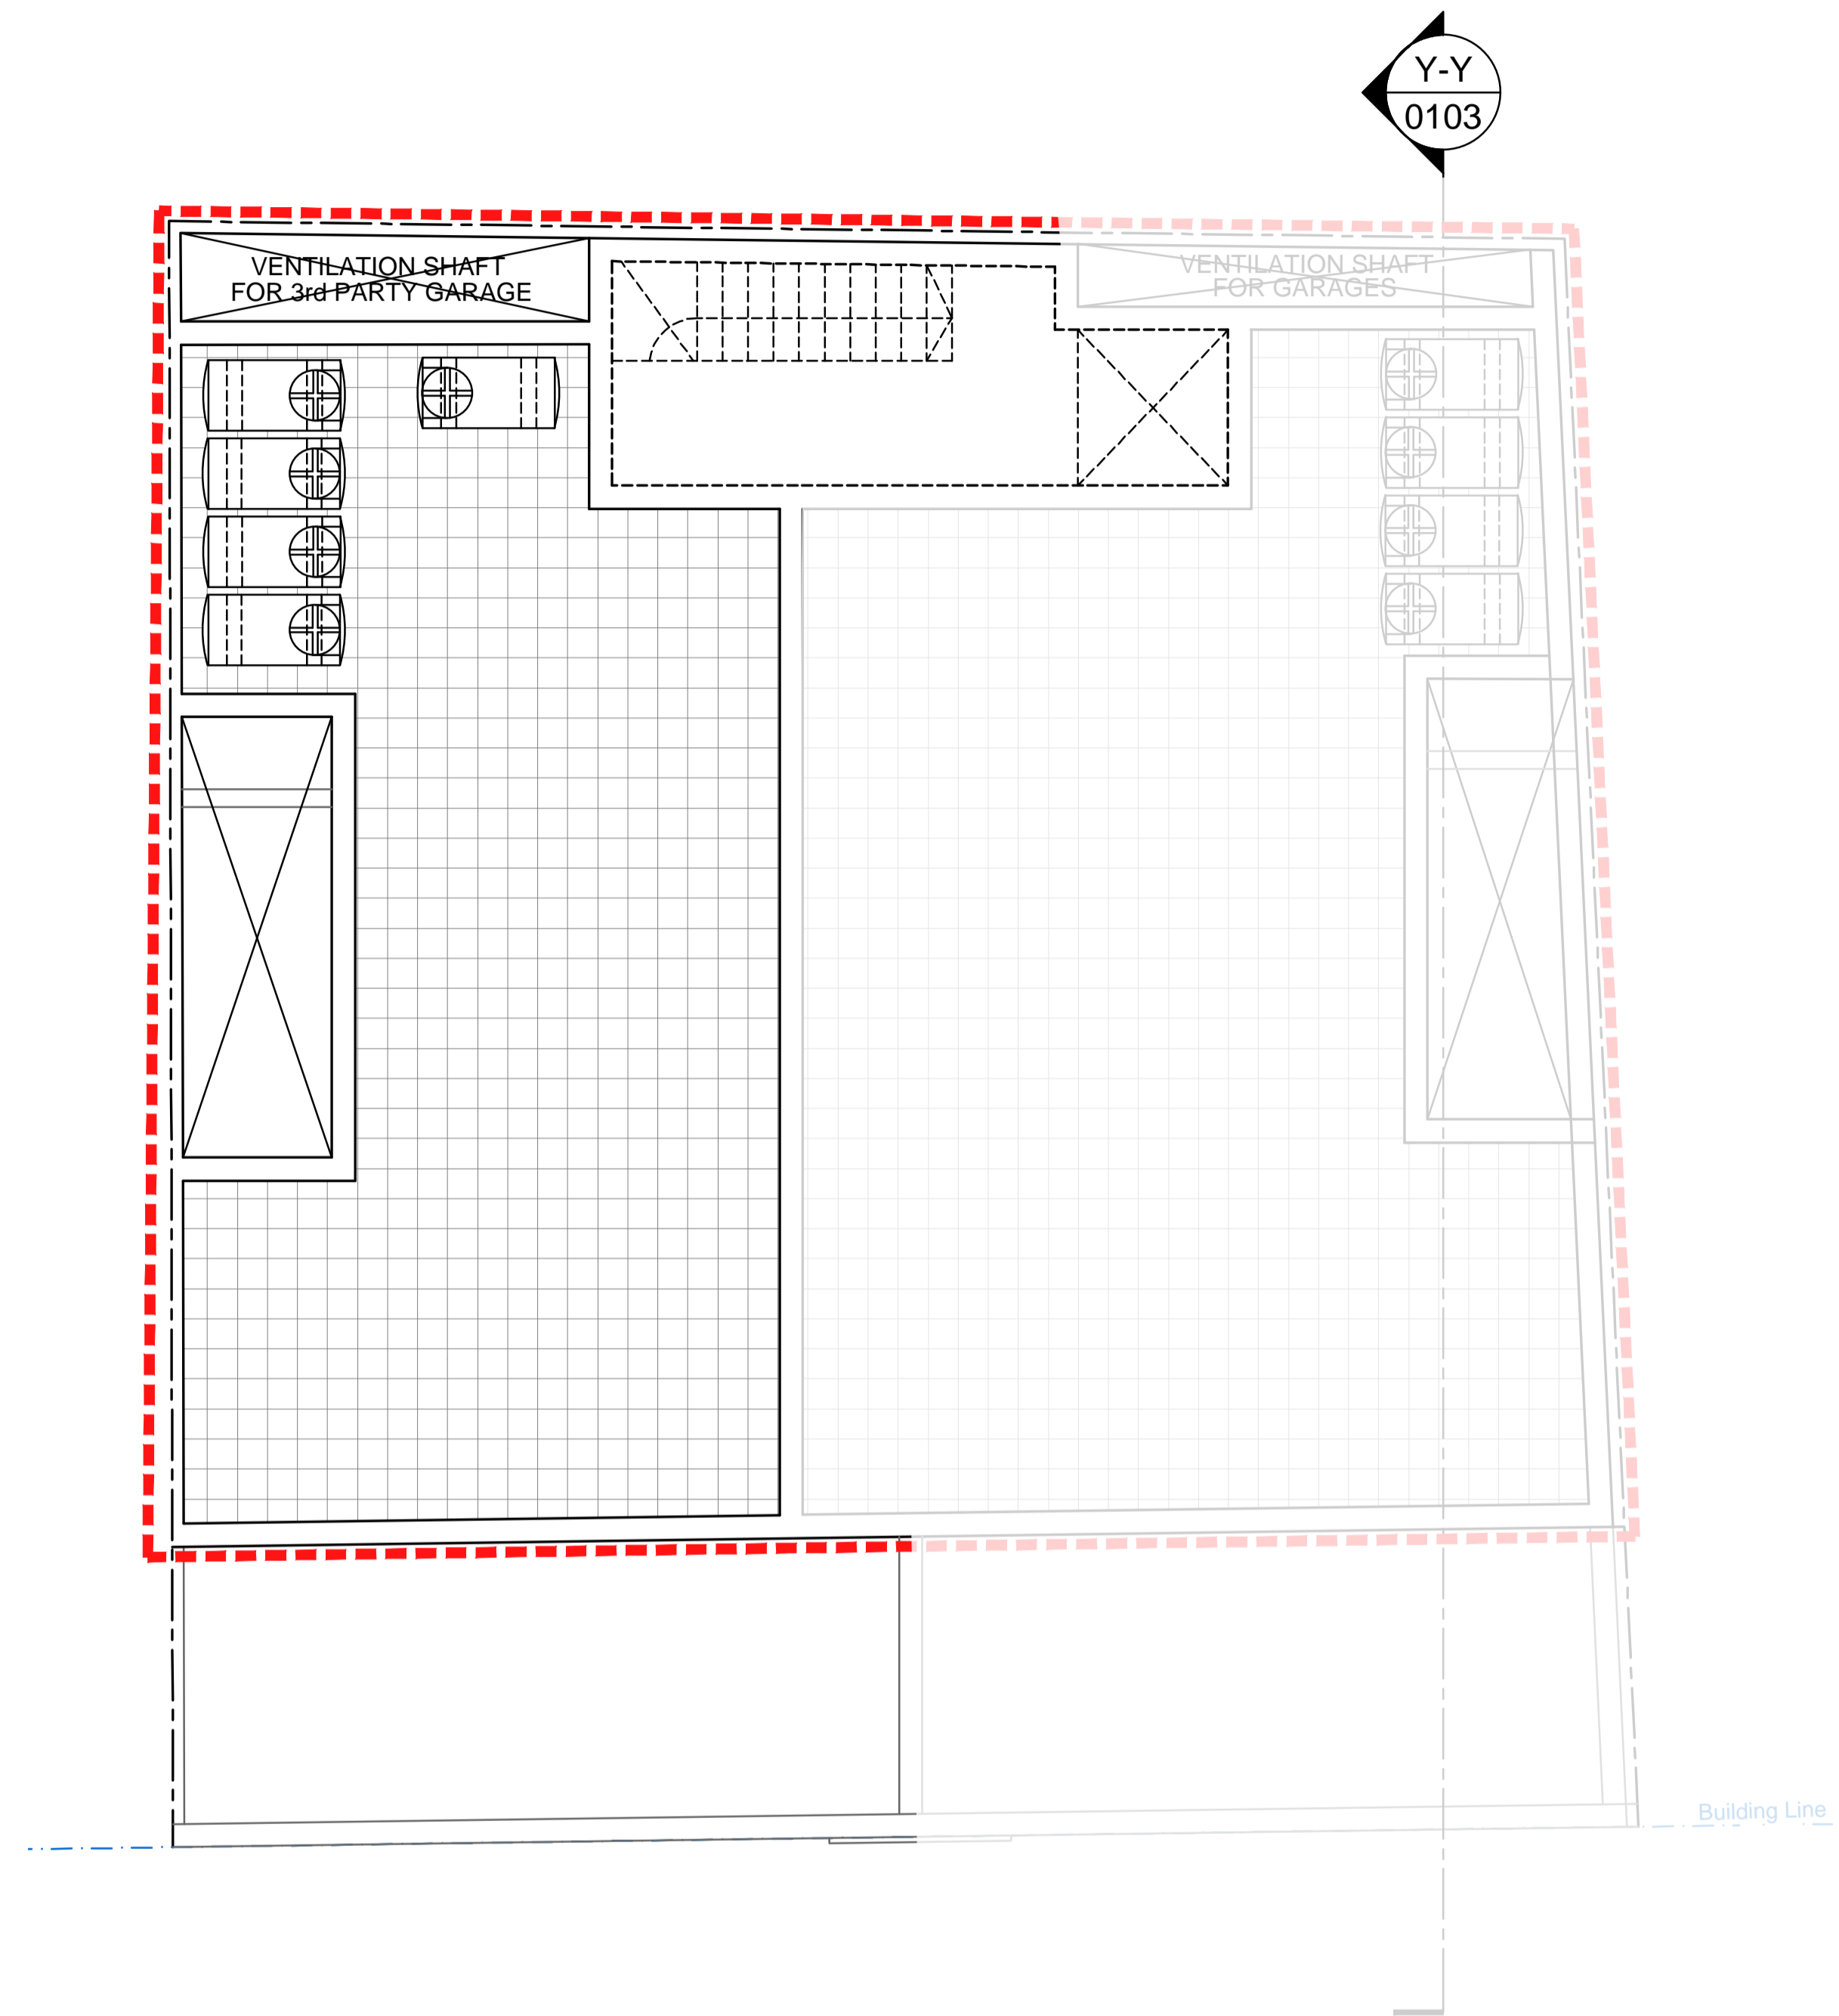 Y-Y
0103
VENTILATION SHAFT
FOR 3rd PARTY GARAGE
VENTILATION SHAFT
FOR GARAGES
Building Line